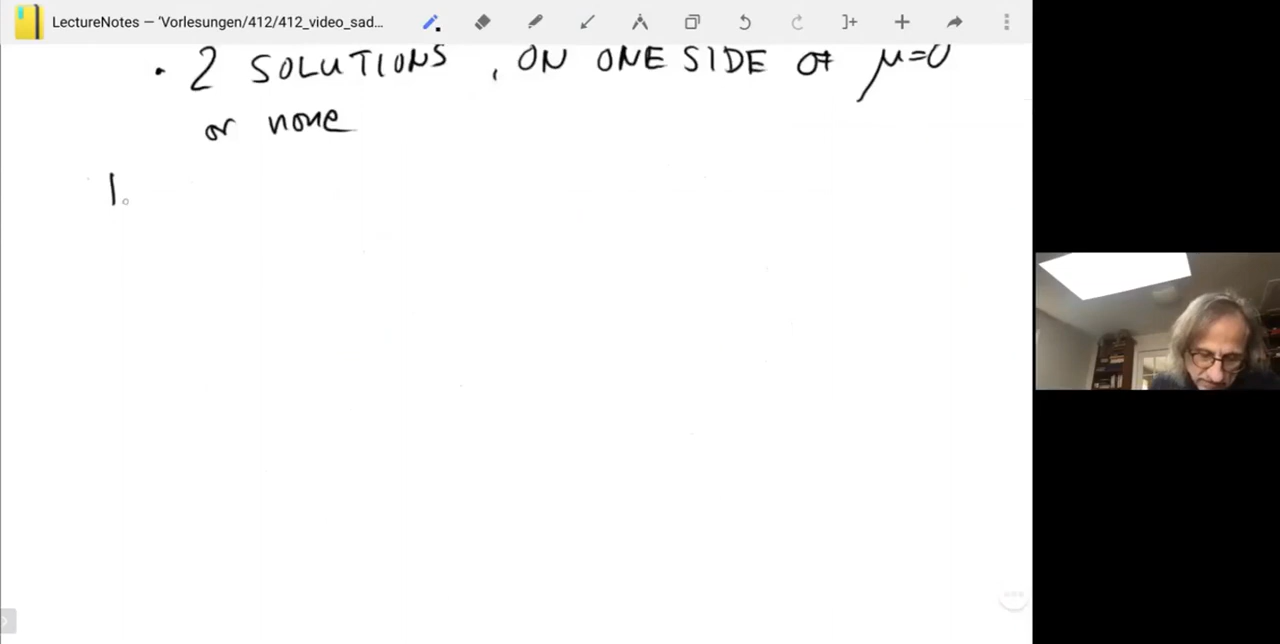 LectureNotes — 'Vorlesungen/412/412_video_sad...
• 2 SOLUTIONS, ON ONE SIDE OF μ=0
or none
1.